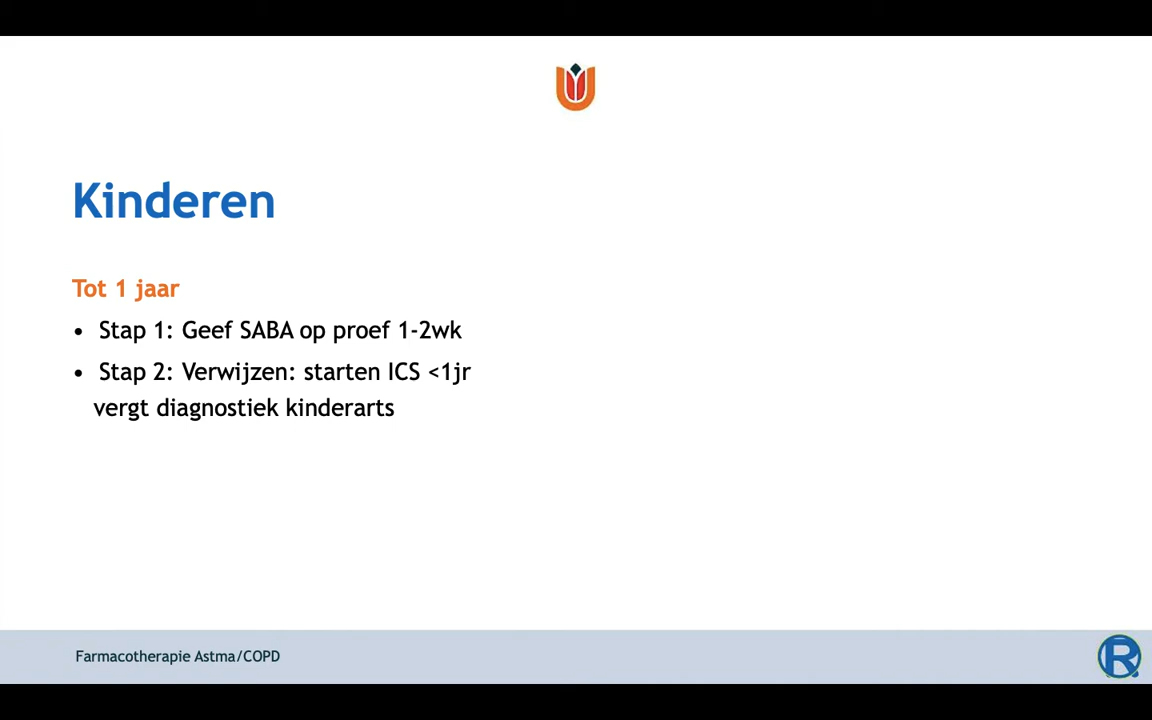 Kinderen
Tot 1 jaar
• Stap 1: Geef SABA op proef 1-2wk
• Stap 2: Verwijzen: starten ICS <1jr
vergt diagnostiek kinderarts
Farmacotherapie Astma/COPD
R